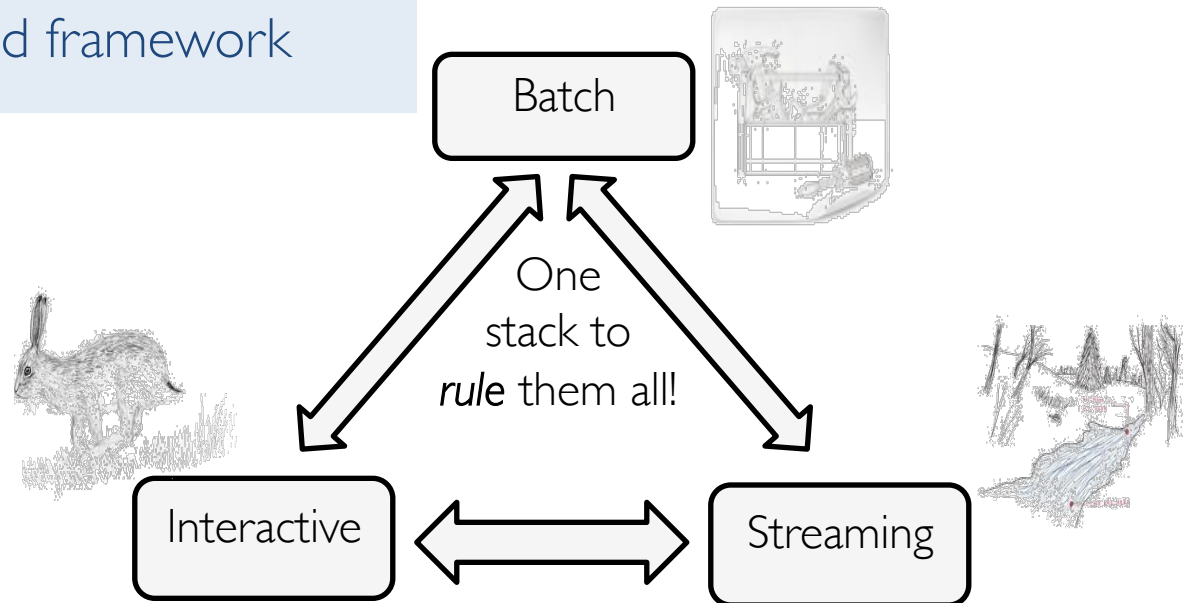 d framework
Batch
One
stack to
rule them all!
Interactive
Streaming